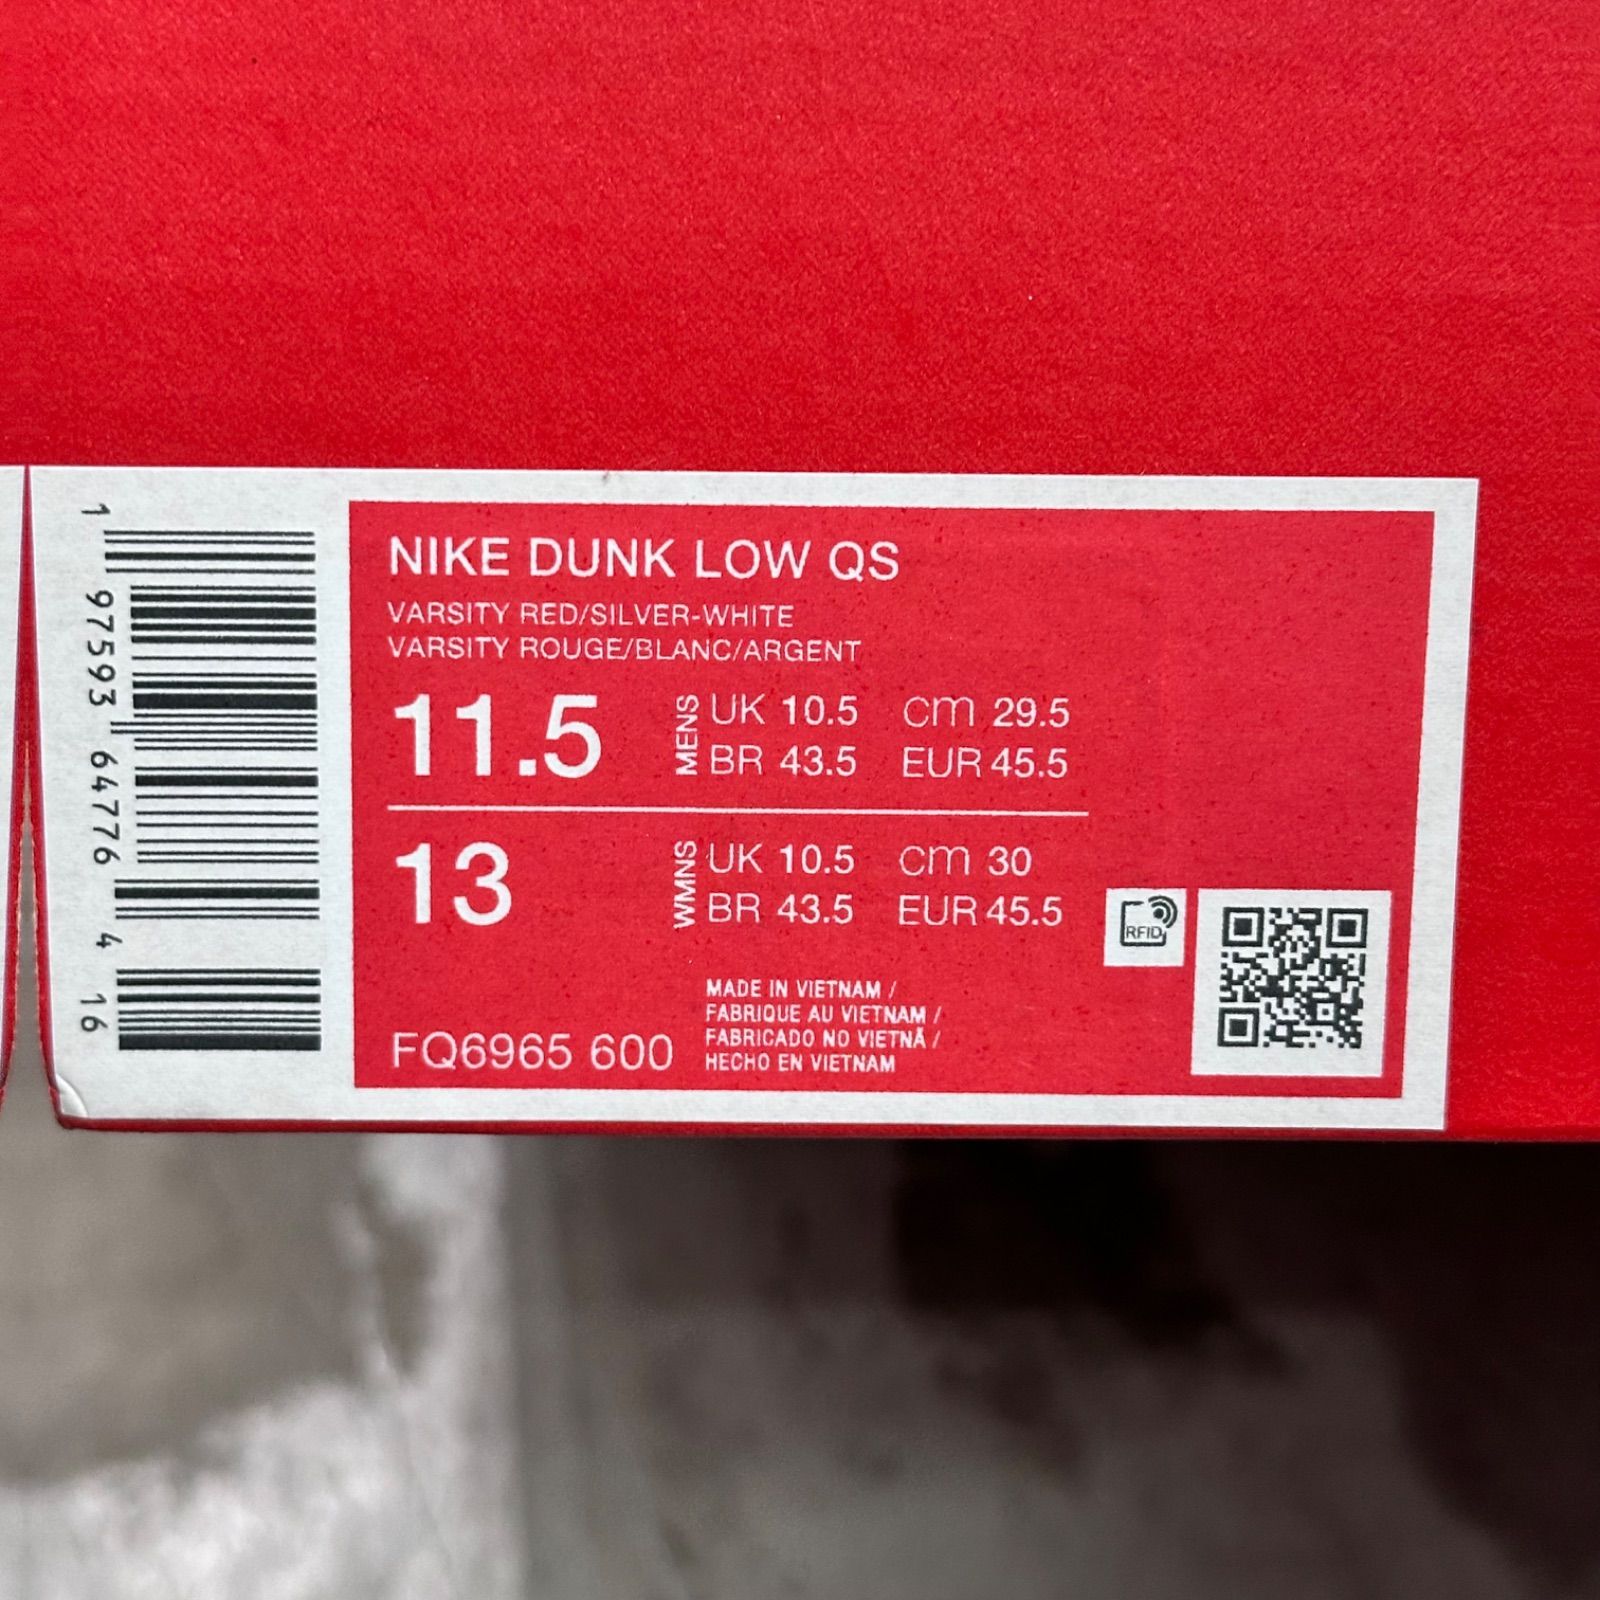 1 97593 64776 4 16
NIKE DUNK LOW QS
VARSITY RED/SILVER-WHITE
VARSITY ROUGE/BLANC/ARGENT
11.5 MENS UK 10.5 cm 29.5
BR 43.5 EUR 45.5
13 WMNS UK 10.5 cm 30
BR 43.5 EUR 45.5
RFID
MADE IN VIETNAM /
FABRIQUE AU VIETNAM /
FABRICADO NO VIETNÃ /
HECHO EN VIETNAM
FQ6965 600